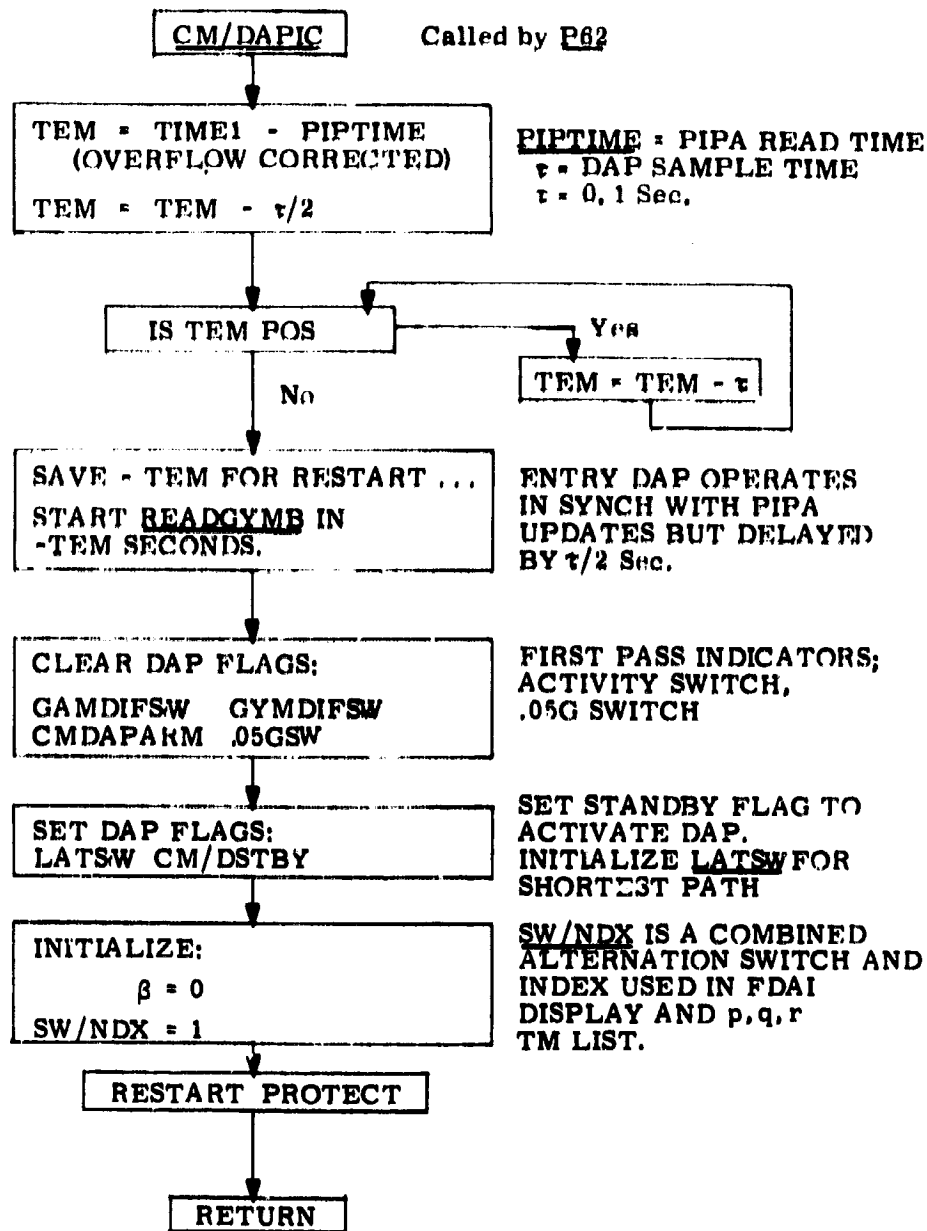 CM/DAPIC
Called by P62
TEM = TIME1 - PIPTIME
(OVERFLOW CORRECTED)
TEM = TEM - τ/2
PIPTIME = PIPA READ TIME
τ = DAP SAMPLE TIME
τ = 0.1 Sec.
IS TEM POS
Yes
TEM = TEM - τ
No
SAVE - TEM FOR RESTART ...
START READGYMB IN
-TEM SECONDS.
ENTRY DAP OPERATES
IN SYNCH WITH PIPA
UPDATES BUT DELAYED
BY τ/2 Sec.
CLEAR DAP FLAGS:
GAMDIFSW GYMDIFSW
CMDAPARM .05GSW
FIRST PASS INDICATORS;
ACTIVITY SWITCH,
.05G SWITCH
SET DAP FLAGS:
LATSW CM/DSTBY
SET STANDBY FLAG TO
ACTIVATE DAP.
INITIALIZE LATSW FOR
SHORTEST PATH
INITIALIZE:
β = 0
SW/NDX = 1
SW/NDX IS A COMBINED
ALTERNATION SWITCH AND
INDEX USED IN FDAI
DISPLAY AND p,q,r
TM LIST.
RESTART PROTECT
RETURN